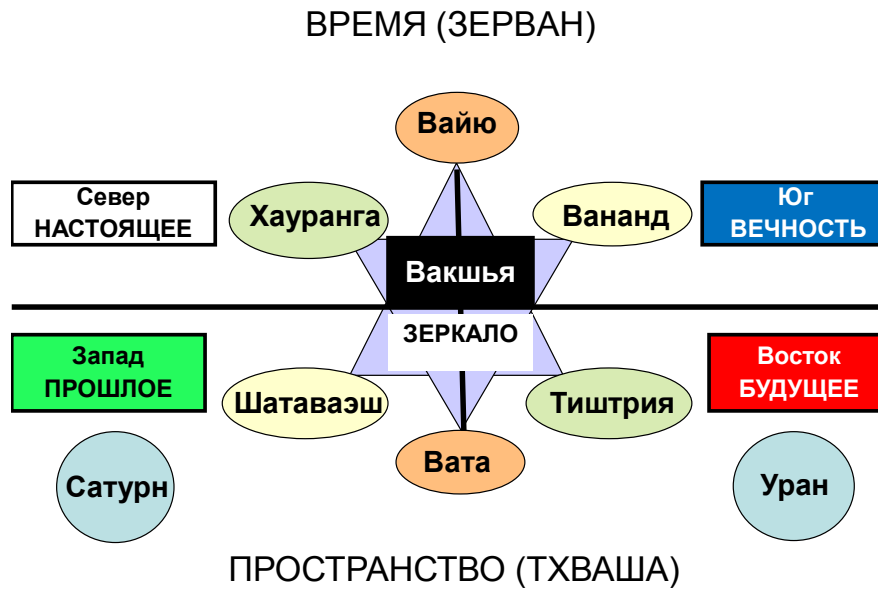 ВРЕМЯ (ЗЕРВАН)
Вайю
Север
НАСТОЯЩЕЕ
Хауранга
Вананд
Юг
ВЕЧНОСТЬ
Вакшья
ЗЕРКАЛО
Запад
ПРОШЛОЕ
Шатаваэш
Тиштрия
Восток
БУДУЩЕЕ
Вата
Сатурн
Уран
ПРОСТРАНСТВО (ТХВАША)